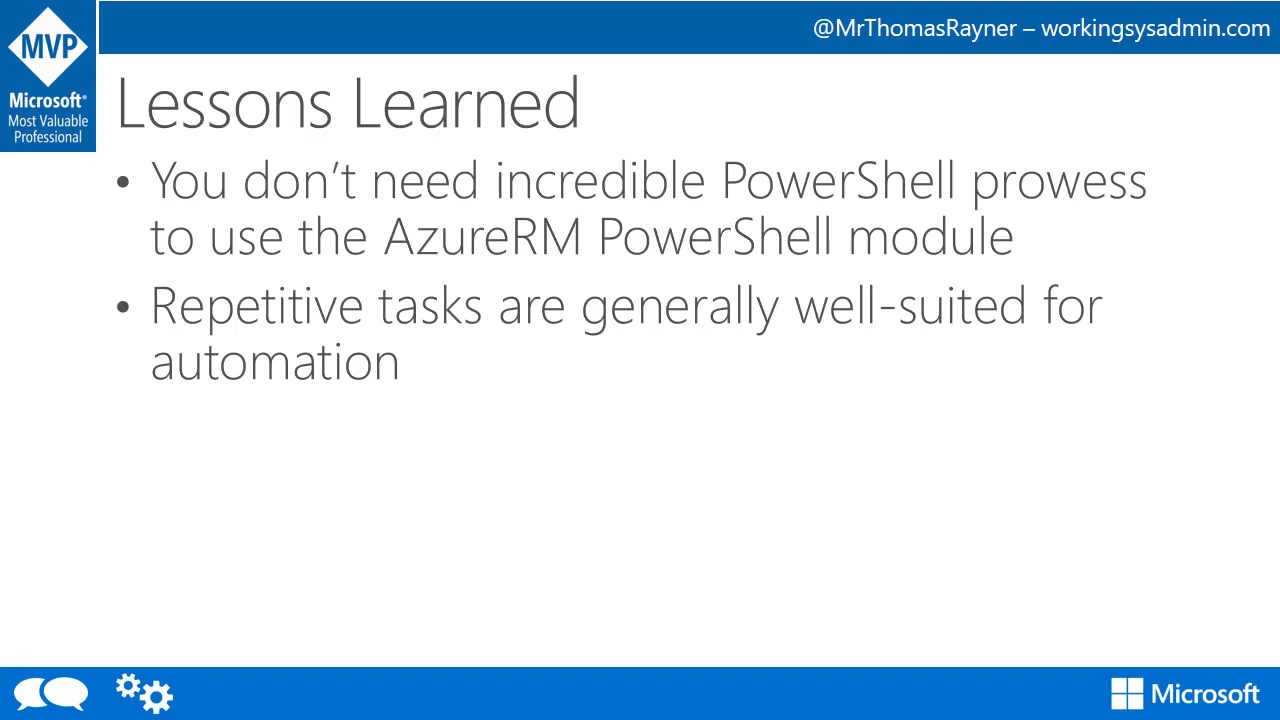 @MrThomasRayner – workingsysadmin.com
MVP
Microsoft®
Most Valuable
Professional
Lessons Learned
• You don’t need incredible PowerShell prowess
to use the AzureRM PowerShell module
• Repetitive tasks are generally well-suited for
automation
Microsoft